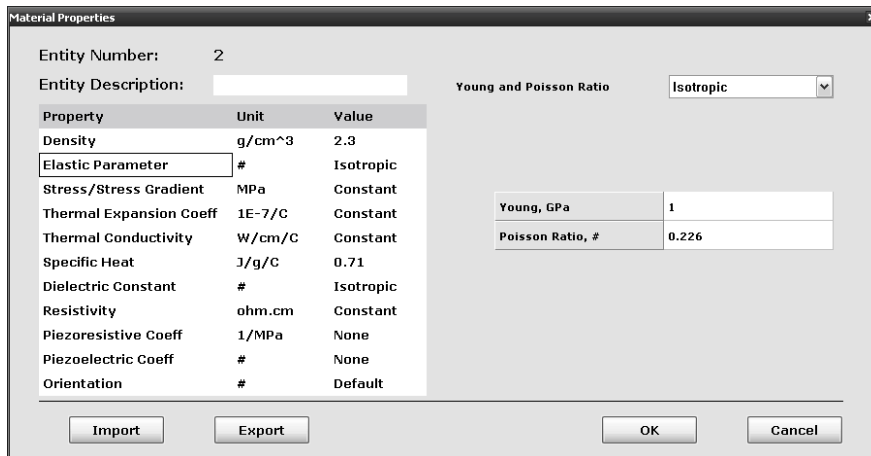 Material Properties
Entity Number: 2
Entity Description:
Young and Poisson Ratio Isotropic
Property Unit Value
Density g/cm^3 2.3
Elastic Parameter # Isotropic
Stress/Stress Gradient MPa Constant
Thermal Expansion Coeff 1E-7/C Constant
Thermal Conductivity W/cm/C Constant
Specific Heat J/g/C 0.71
Dielectric Constant # Isotropic
Resistivity ohm.cm Constant
Piezoresistive Coeff 1/MPa None
Piezoelectric Coeff # None
Orientation # Default
Young, GPa 1
Poisson Ratio, # 0.226
Import Export OK Cancel